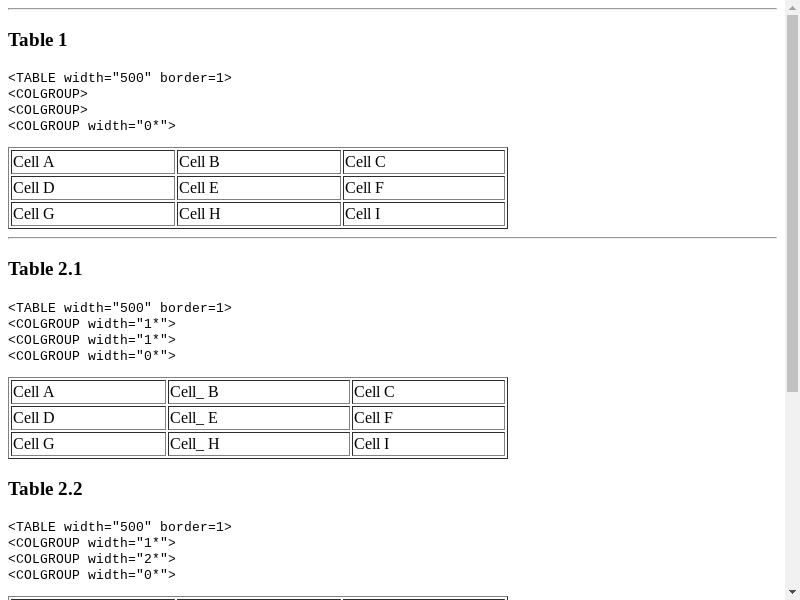 Table 1
<TABLE width="500" border=1>
<COLGROUP>
<COLGROUP>
<COLGROUP width="0*">
Cell A Cell B Cell C
Cell D Cell E Cell F
Cell G Cell H Cell I
Table 2.1
<TABLE width="500" border=1>
<COLGROUP width="1*">
<COLGROUP width="1*">
<COLGROUP width="0*">
Cell A Cell_ B Cell C
Cell D Cell_ E Cell F
Cell G Cell_ H Cell I
Table 2.2
<TABLE width="500" border=1>
<COLGROUP width="1*">
<COLGROUP width="2*">
<COLGROUP width="0*">